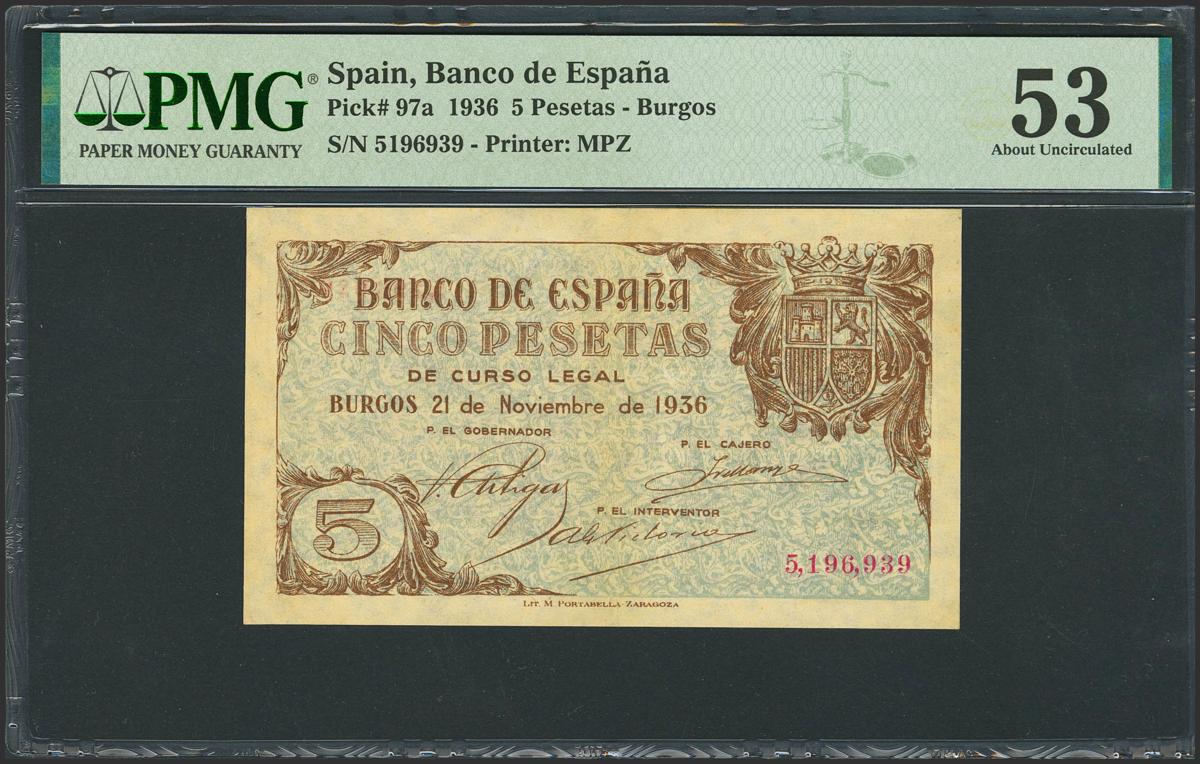 PMG®
PAPER MONEY GUARANTY
Spain, Banco de España
Pick# 97a 1936 5 Pesetas - Burgos
S/N 5196939 - Printer: MPZ
53
About Uncirculated
BANCO DE ESPAÑA
CINCO PESETAS
DE CURSO LEGAL
BURGOS 21 de Noviembre de 1936
P. EL GOBERNADOR
P. EL CAJERO
P. EL INTERVENTOR
5
5,196,939
LIT. M. PORTABELLA-ZARAGOZA